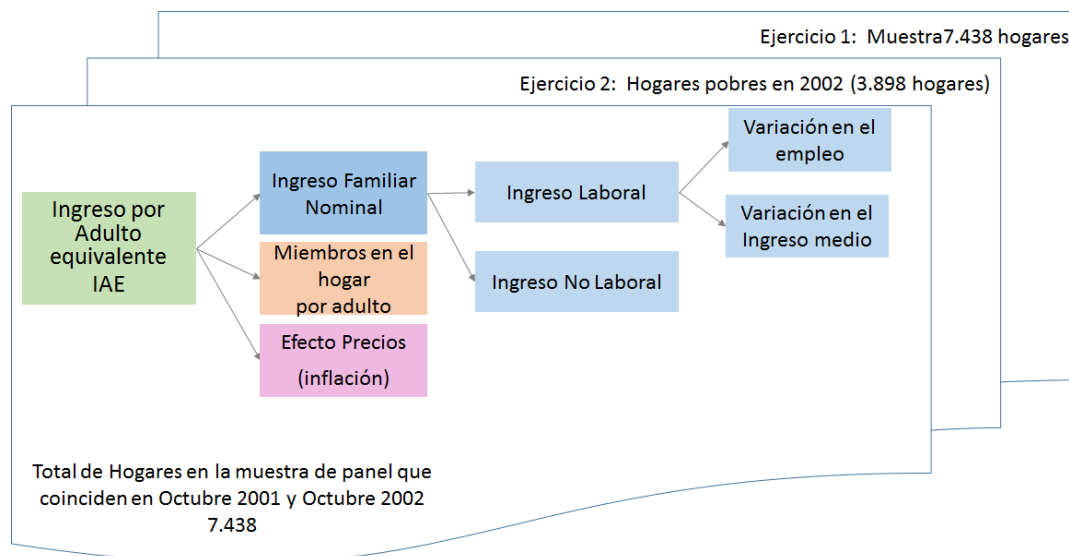 Ejercicio 1: Muestra7.438 hogares
Ejercicio 2: Hogares pobres en 2002 (3.898 hogares)
Ingreso por
Adulto
equivalente
IAE
Ingreso Familiar
Nominal
Miembros en el
hogar
por adulto
Efecto Precios
(inflación)
Ingreso Laboral
Ingreso No Laboral
Variación en el
empleo
Variación en el
Ingreso medio
Total de Hogares en la muestra de panel que
coinciden en Octubre 2001 y Octubre 2002
7.438